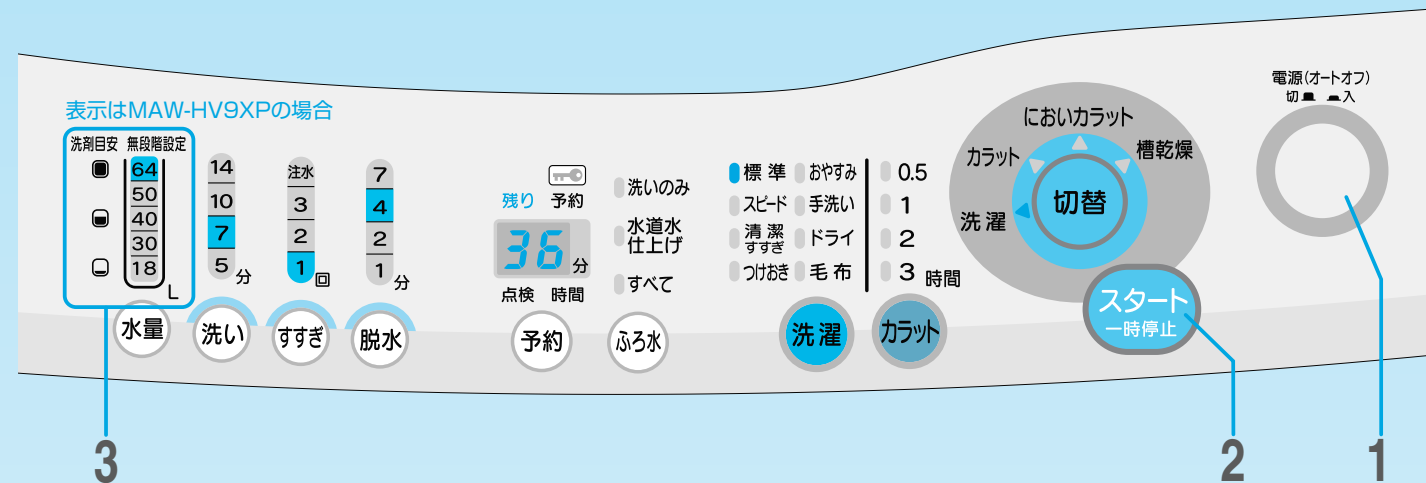 表示はMAW-HV9XPの場合
洗剤目安 無段階設定
64
50
40
30
18
L
水量
14
10
7
5
分
洗い
注水
3
2
1
回
すすぎ
7
4
2
1
分
脱水
残り 予約
36
分
点検 時間
予約
洗いのみ
水道水
仕上げ
すべて
ふろ水
標準 おやすみ
スピード 手洗い
清潔
すすぎ
ドライ
つけおき 毛布
洗濯
0.5
1
2
3 時間
カラット
においカラット
カラット
槽乾燥
洗濯
切替
スタート
一時停止
電源(オートオフ)
切 入
3
2
1